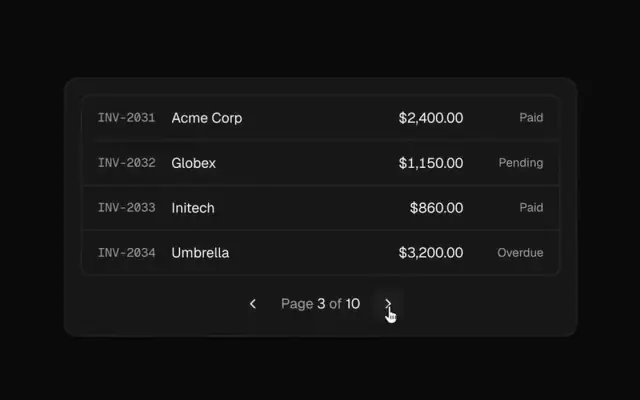 INV-2031 Acme Corp $2,400.00 Paid
INV-2032 Globex $1,150.00 Pending
INV-2033 Initech $860.00 Paid
INV-2034 Umbrella $3,200.00 Overdue
Page 3 of 10